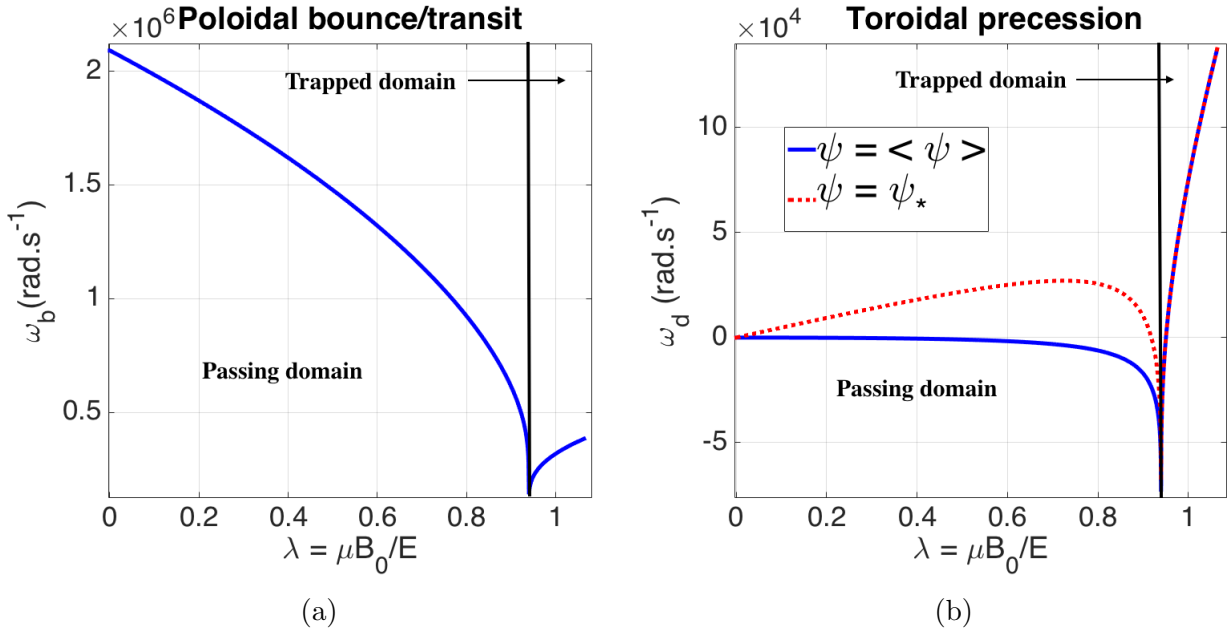 ×10⁶ Poloidal bounce/transit
2
1.5
1
0.5
ω_b (rad.s⁻¹)
Trapped domain
Passing domain
0 0.2 0.4 0.6 0.8 1
λ = μB₀/E
(a)
×10⁴ Toroidal precession
10
5
0
-5
ω_d (rad.s⁻¹)
Trapped domain
ψ = < ψ >
ψ = ψ_*
Passing domain
0 0.2 0.4 0.6 0.8 1
λ = μB₀/E
(b)